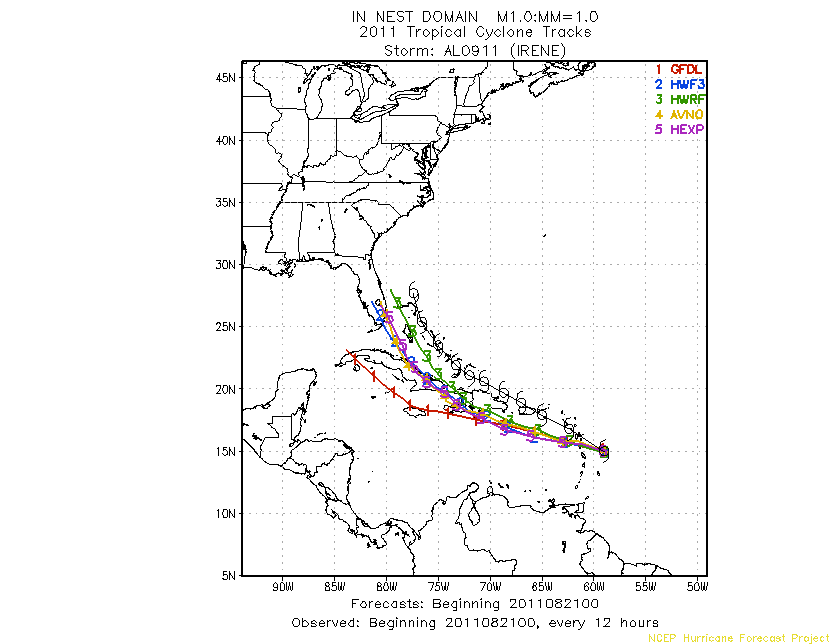 IN NEST DOMAIN M1.0:MM=1.0
2011 Tropical Cyclone Tracks
Storm: AL0911 (IRENE)
1 GFDL
2 HWF3
3 HWRF
4 AVNO
5 HEXP
45N
40N
35N
30N
25N
20N
15N
10N
5N
90W 85W 80W 75W 70W 65W 60W 55W 50W
Forecasts: Beginning 2011082100
Observed: Beginning 2011082100, every 12 hours
NCEP Hurricane Forecast Project